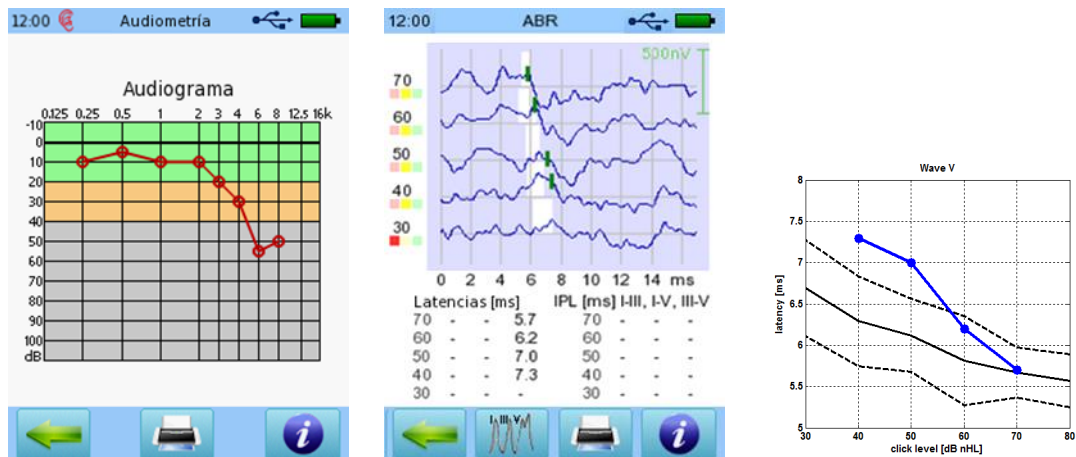 12:00 Audiometría
Audiograma
0.125 0.25 0.5 1 2 3 4 6 8 12.5 16k
-10
0
10
20
30
40
50
60
70
80
90
100
dB
12:00 ABR
500nV
70
60
50
40
30
0 2 4 6 8 10 12 14 ms
Latencias [ms] IPL [ms] I-III, I-V, III-V
70 - - 5.7 70 - - -
60 - - 6.2 60 - - -
50 - - 7.0 50 - - -
40 - - 7.3 40 - - -
30 - - 30 - - -
I III V
Wave V
8
7.5
7
6.5
6
5.5
5
latency [ms]
30 40 50 60 70 80
click level [dB nHL]